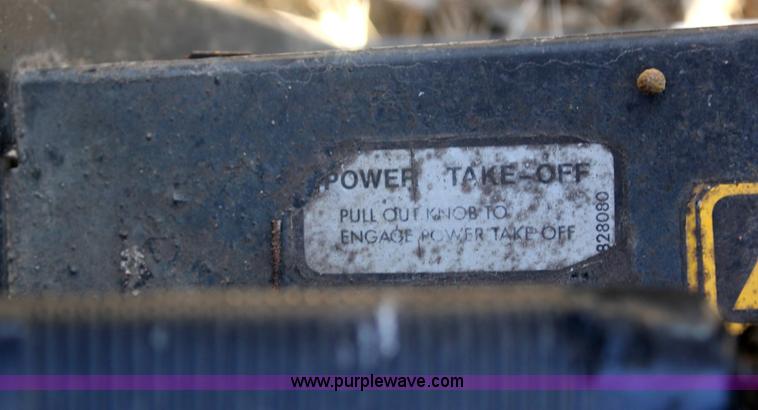 POWER TAKE-OFF
PULL OUT KNOB TO
ENGAGE POWER TAKE OFF
828080
www.purplewave.com